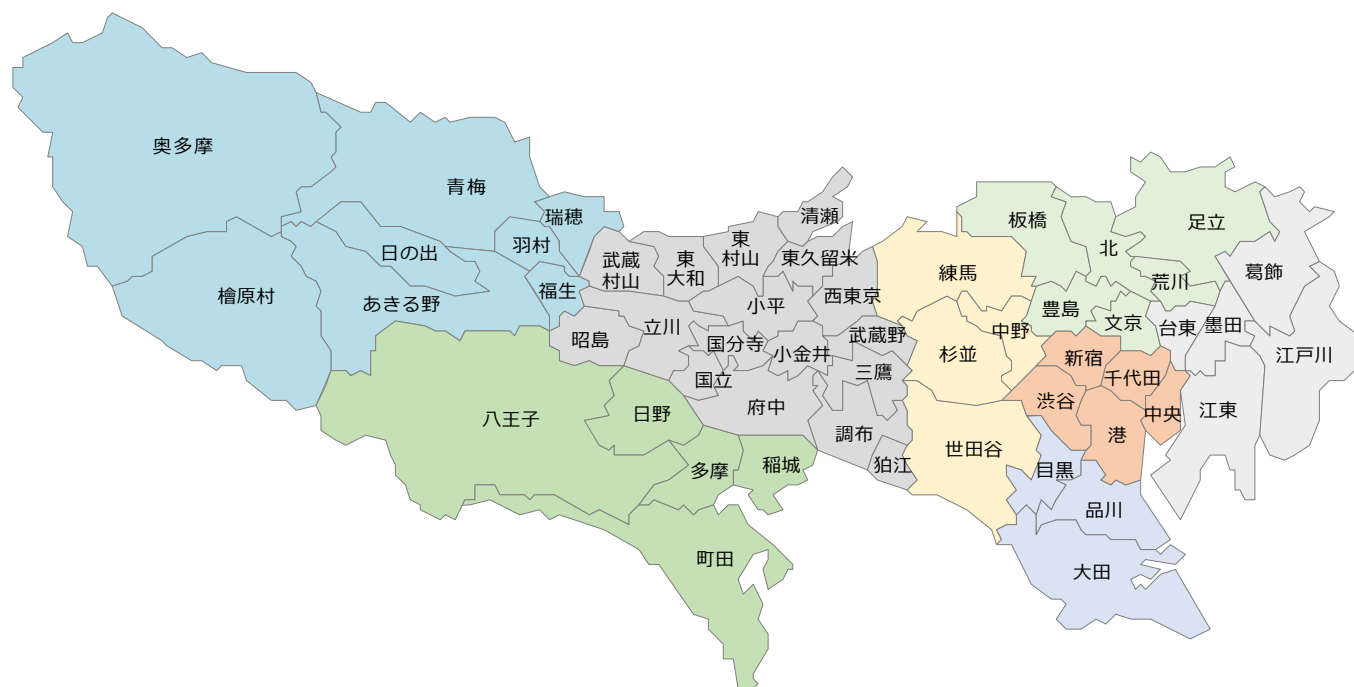 奥多摩
青梅
瑞穂
羽村
日の出
福生
檜原村
あきる野
清瀬
東
村山
東久留米
武蔵
村山
東
大和
西東京
小平
立川
昭島
国分寺
小金井
武蔵野
三鷹
国立
府中
調布
狛江
八王子
日野
多摩
稲城
町田
板橋
北
足立
葛飾
荒川
練馬
豊島
文京
台東
墨田
江戸川
中野
杉並
新宿
千代田
渋谷
港
中央
江東
世田谷
目黒
品川
大田